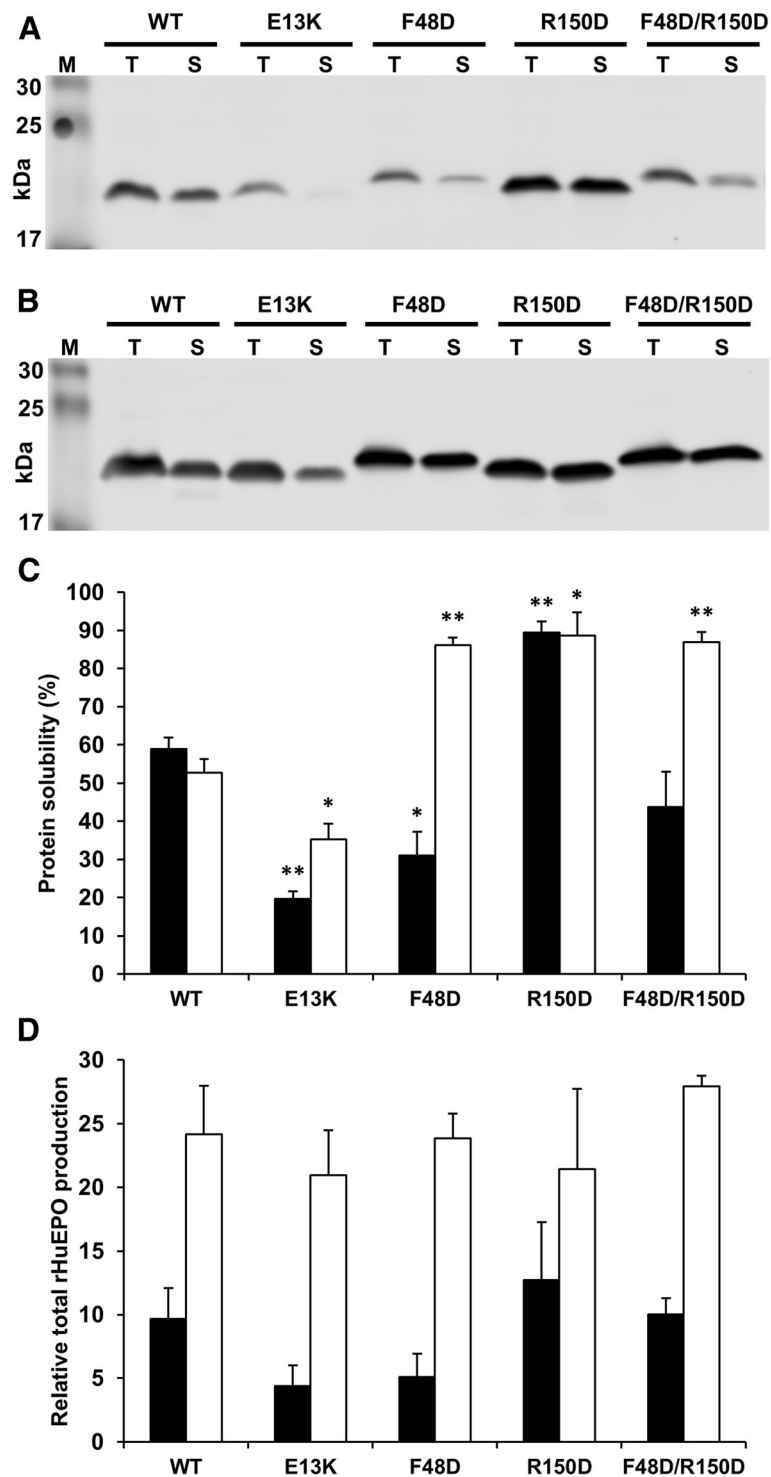 A
WT E13K F48D R150D F48D/R150D
M T S T S T S T S T S
30
25
kDa
17
B
WT E13K F48D R150D F48D/R150D
M T S T S T S T S T S
30
25
kDa
17
C
Protein solubility (%)
100
90
80
70
60
50
40
30
20
10
0
** * * ** ** * **
WT E13K F48D R150D F48D/R150D
D
Relative total rHuEPO production
30
25
20
15
10
5
0
WT E13K F48D R150D F48D/R150D